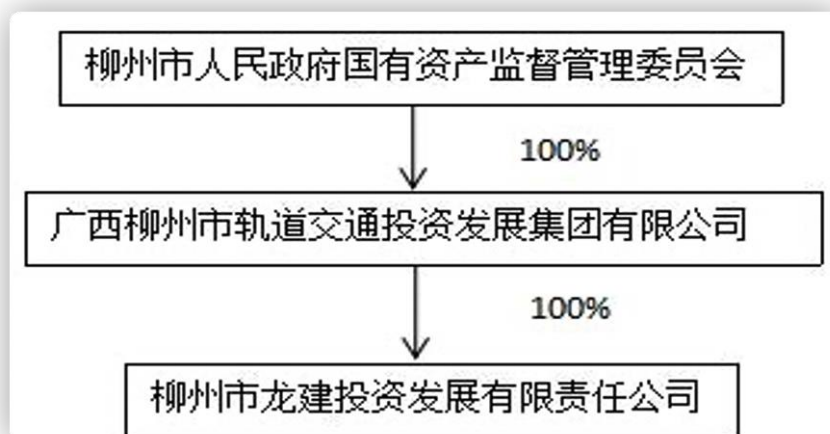 柳州市人民政府国有资产监督管理委员会
100%
广西柳州市轨道交通投资发展集团有限公司
100%
柳州市龙建投资发展有限责任公司